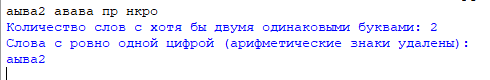 аыва2 авава пр нкро
Количество слов с хотя бы двумя одинаковыми буквами: 2
Слова с ровно одной цифрой (арифметические знаки удалены):
аыва2